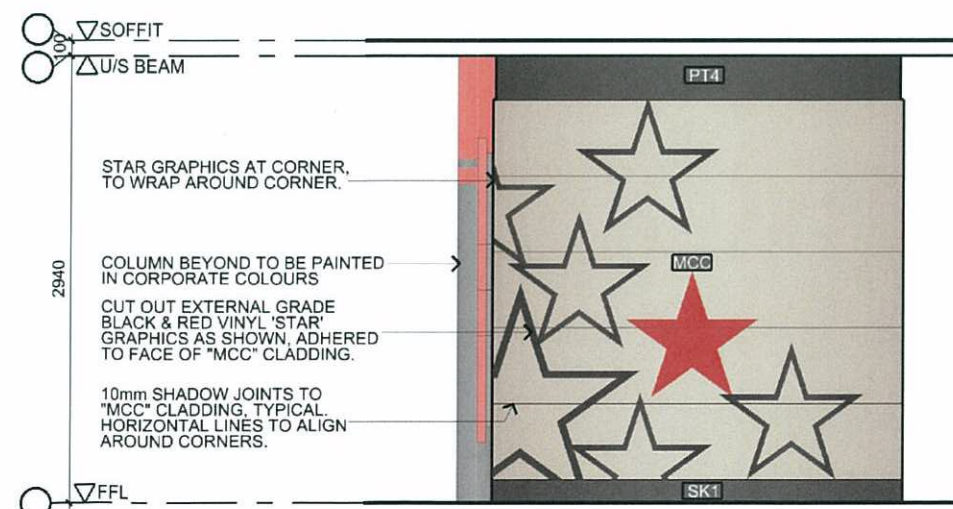 SOFFIT
100
U/S BEAM
PT4
STAR GRAPHICS AT CORNER,
TO WRAP AROUND CORNER.
COLUMN BEYOND TO BE PAINTED
IN CORPORATE COLOURS
MCC
2940
CUT OUT EXTERNAL GRADE
BLACK & RED VINYL 'STAR'
GRAPHICS AS SHOWN, ADHERED
TO FACE OF "MCC" CLADDING.
10mm SHADOW JOINTS TO
"MCC" CLADDING, TYPICAL.
HORIZONTAL LINES TO ALIGN
AROUND CORNERS.
FFL
SK1